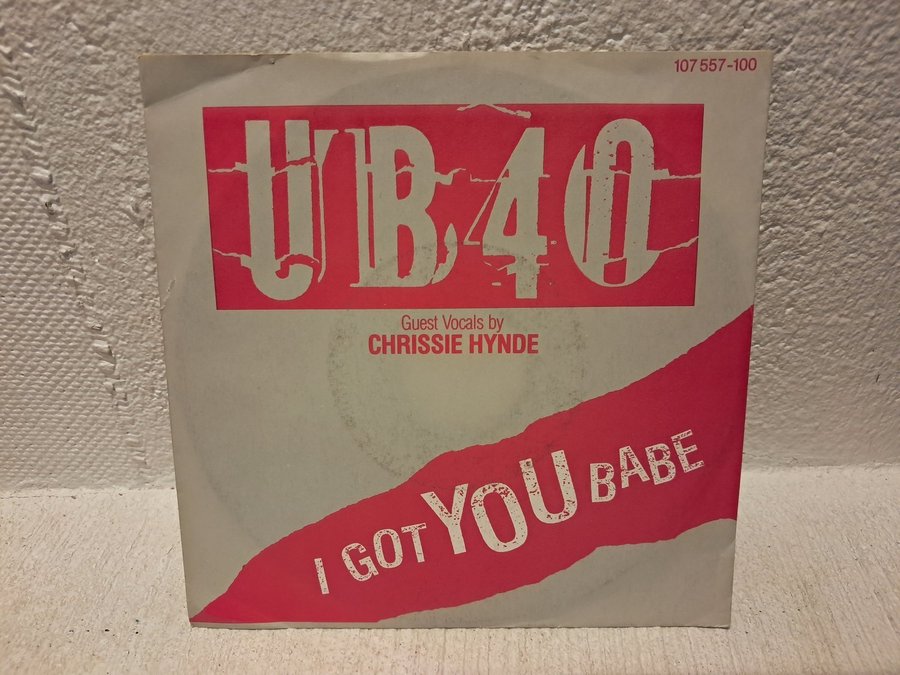 107 557-100
UB40
Guest Vocals by
CHRISSIE HYNDE
I GOT YOU BABE